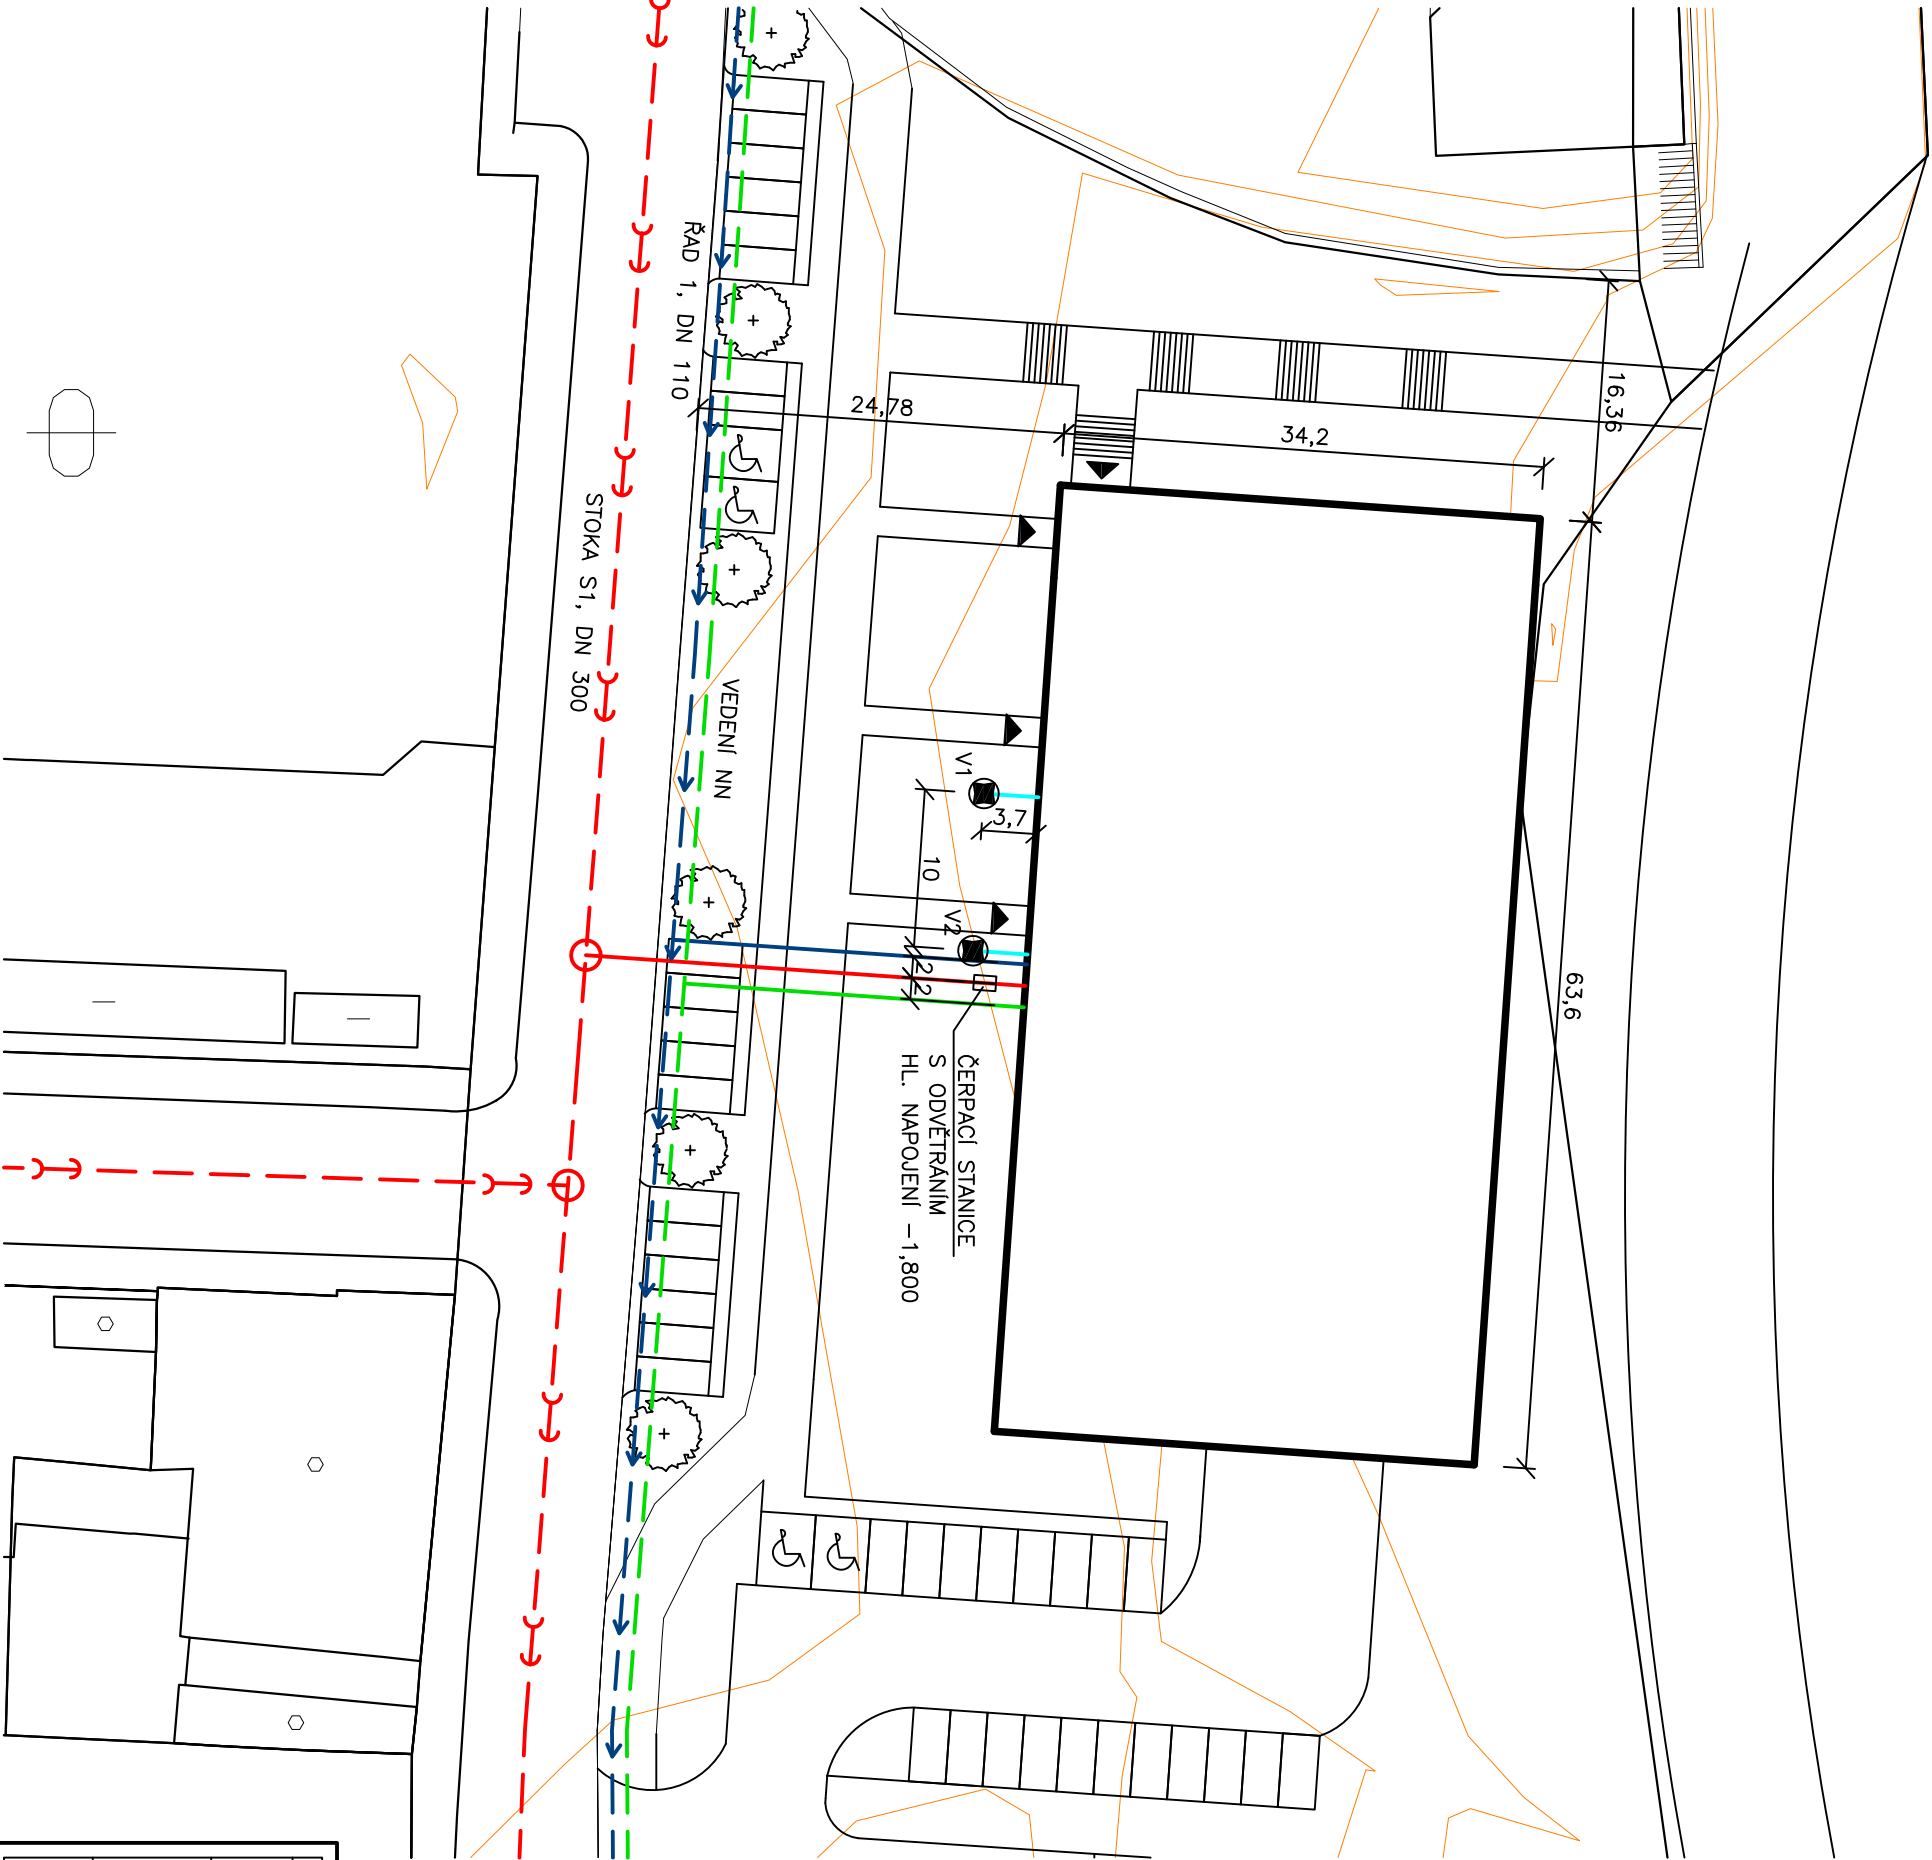 ŘAD 1, DN 110
STOKA S1, DN 300
VEDENÍ NN
24,78
34,2
16,36
63,6
V1
3,7
10
V2
2
2
ČERPACÍ STANICE
S ODVĚTRÁNÍM
HL. NAPOJENÍ -1,800